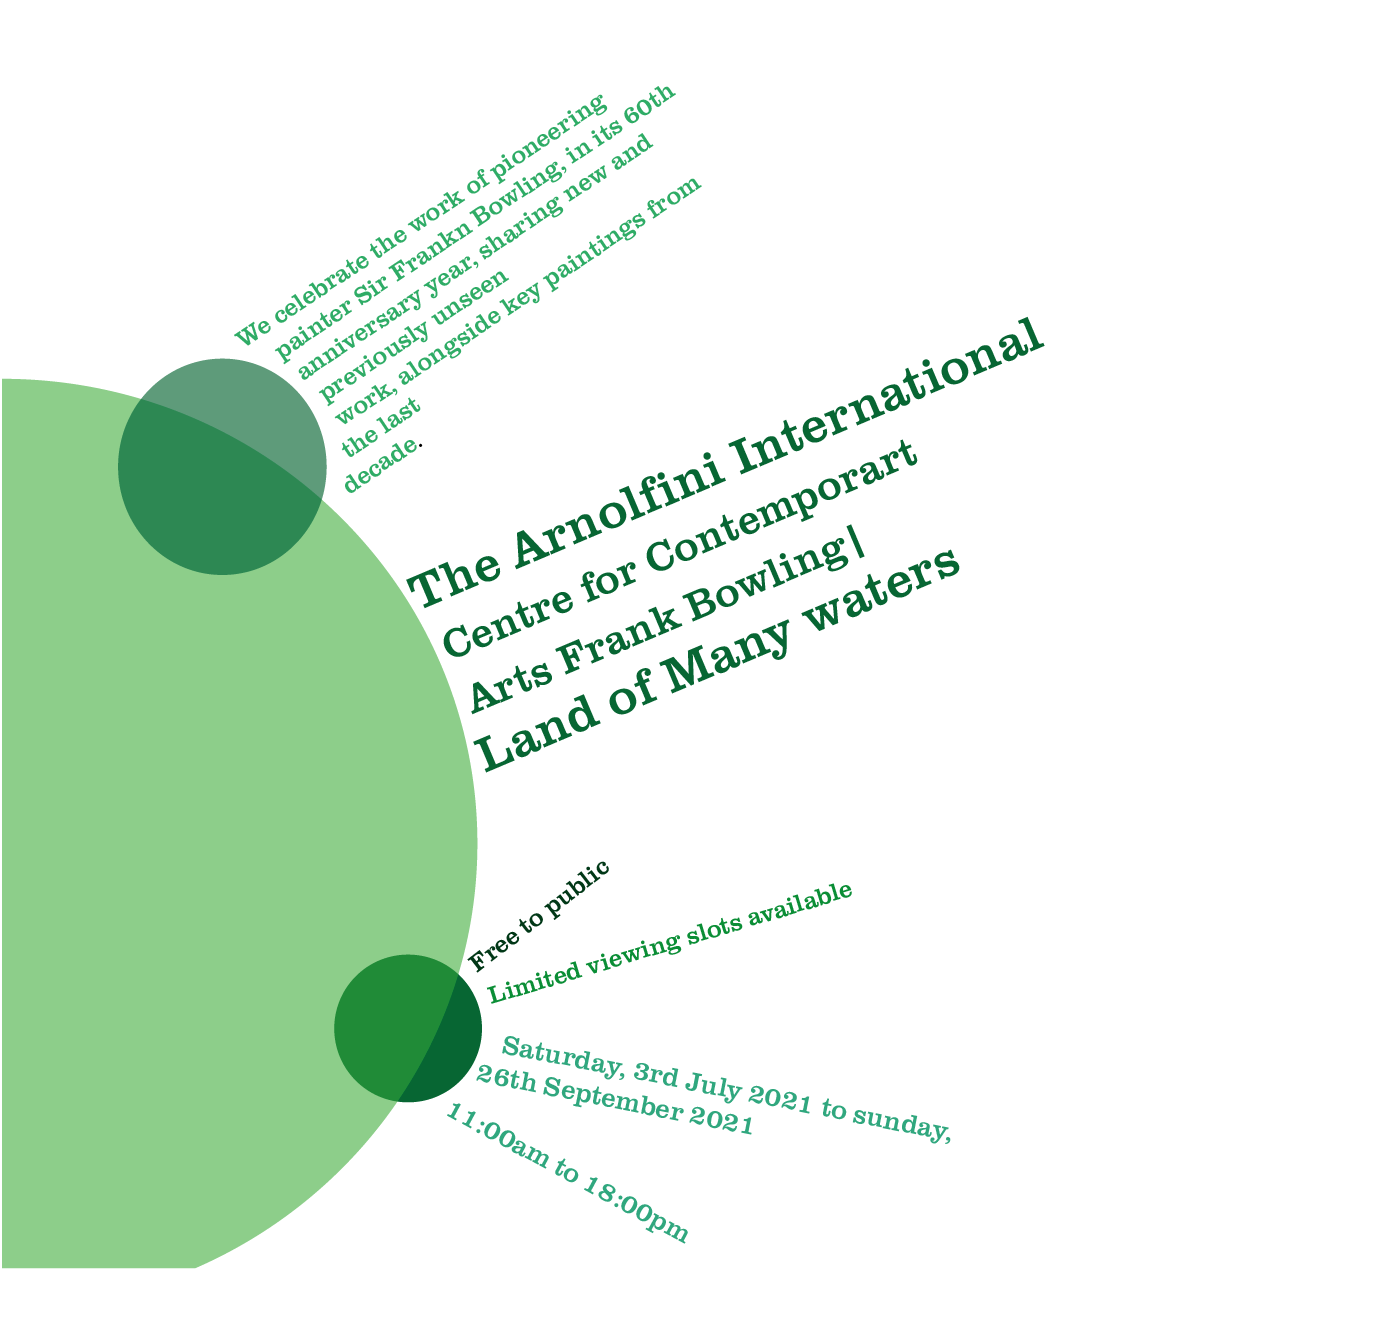 We celebrate the work of pioneering
painter Sir Frankn Bowling, in its 60th
anniversary year, sharing new and
previously unseen
work, alongside key paintings from
the last
decade.
The Arnolfini International
Centre for Contemporart
Arts Frank Bowling|
Land of Many waters
Free to public
Limited viewing slots available
Saturday, 3rd July 2021 to sunday,
26th September 2021
11:00am to 18:00pm